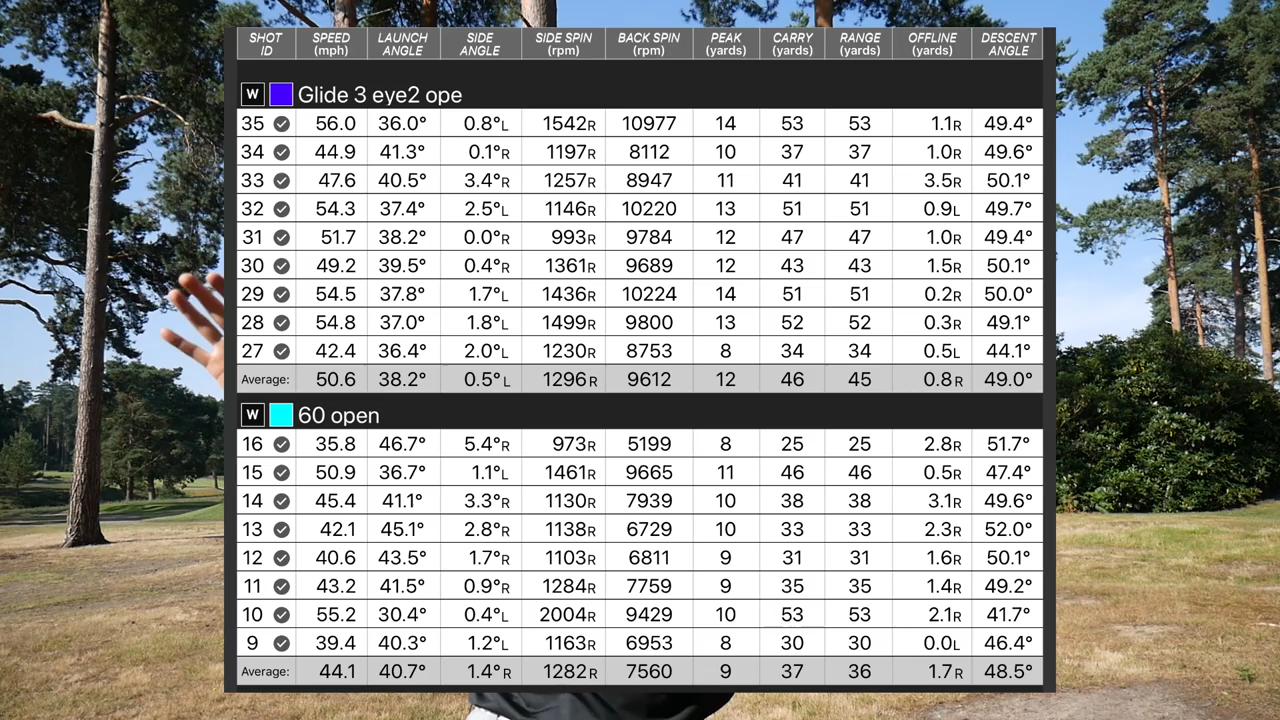 SHOT ID SPEED (mph) LAUNCH ANGLE SIDE ANGLE SIDE SPIN (rpm) BACK SPIN (rpm) PEAK (yards) CARRY (yards) RANGE (yards) OFFLINE (yards) DESCENT ANGLE
W Glide 3 eye2 ope
35 56.0 36.0° 0.8°L 1542R 10977 14 53 53 1.1R 49.4°
34 44.9 41.3° 0.1°R 1197R 8112 10 37 37 1.0R 49.6°
33 47.6 40.5° 3.4°R 1257R 8947 11 41 41 3.5R 50.1°
32 54.3 37.4° 2.5°L 1146R 10220 13 51 51 0.9L 49.7°
31 51.7 38.2° 0.0°R 993R 9784 12 47 47 1.0R 49.4°
30 49.2 39.5° 0.4°R 1361R 9689 12 43 43 1.5R 50.1°
29 54.5 37.8° 1.7°L 1436R 10224 14 51 51 0.2R 50.0°
28 54.8 37.0° 1.8°L 1499R 9800 13 52 52 0.3R 49.1°
27 42.4 36.4° 2.0°L 1230R 8753 8 34 34 0.5L 44.1°
Average: 50.6 38.2° 0.5°L 1296R 9612 12 46 45 0.8R 49.0°
W 60 open
16 35.8 46.7° 5.4°R 973R 5199 8 25 25 2.8R 51.7°
15 50.9 36.7° 1.1°L 1461R 9665 11 46 46 0.5R 47.4°
14 45.4 41.1° 3.3°R 1130R 7939 10 38 38 3.1R 49.6°
13 42.1 45.1° 2.8°R 1138R 6729 10 33 33 2.3R 52.0°
12 40.6 43.5° 1.7°R 1103R 6811 9 31 31 1.6R 50.1°
11 43.2 41.5° 0.9°R 1284R 7759 9 35 35 1.4R 49.2°
10 55.2 30.4° 0.4°L 2004R 9429 10 53 53 2.1R 41.7°
9 39.4 40.3° 1.2°L 1163R 6953 8 30 30 0.0L 46.4°
Average: 44.1 40.7° 1.4°R 1282R 7560 9 37 36 1.7R 48.5°